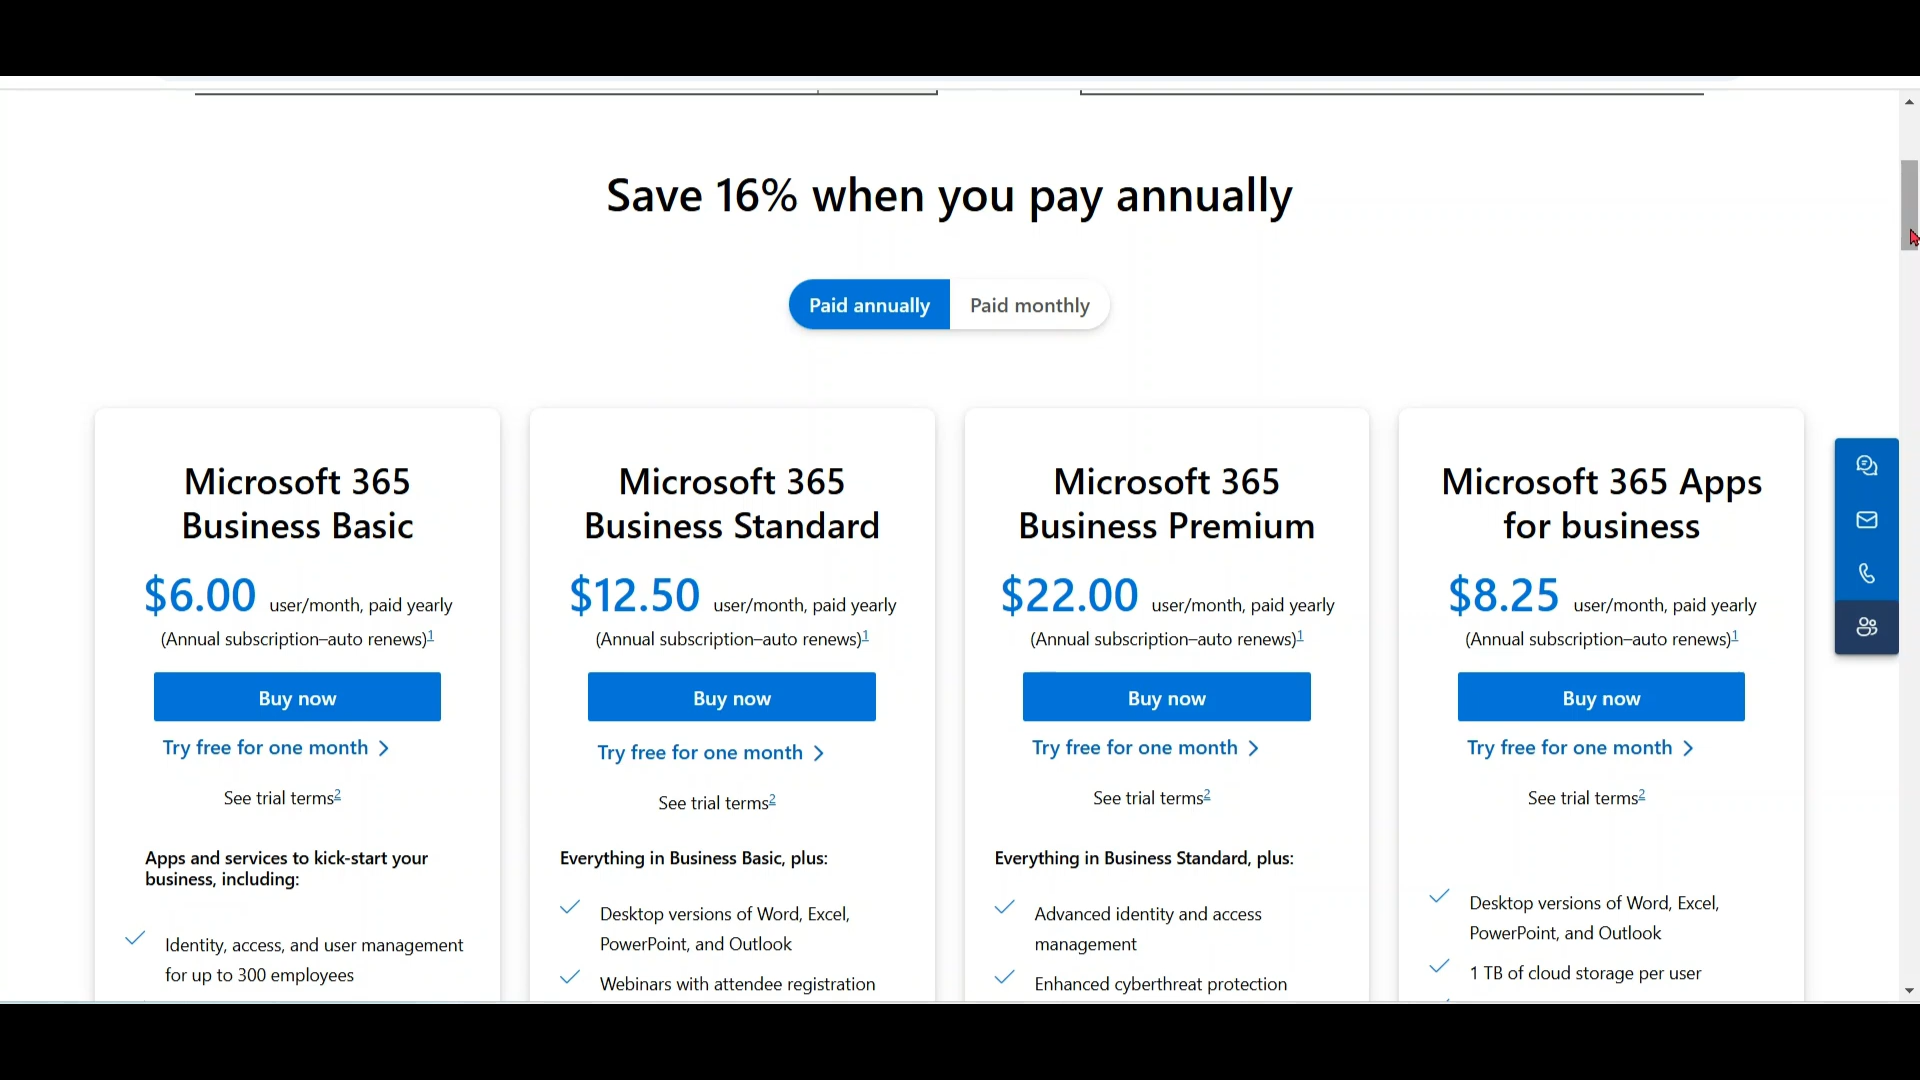 Save 16% when you pay annually
Paid annually
Paid monthly
Microsoft 365
Business Basic
$6.00 user/month, paid yearly
(Annual subscription–auto renews)1
Buy now
Try free for one month
See trial terms2
Apps and services to kick-start your
business, including:
Identity, access, and user management
for up to 300 employees
Microsoft 365
Business Standard
$12.50 user/month, paid yearly
(Annual subscription–auto renews)1
Buy now
Try free for one month
See trial terms2
Everything in Business Basic, plus:
Desktop versions of Word, Excel,
PowerPoint, and Outlook
Webinars with attendee registration
Microsoft 365
Business Premium
$22.00 user/month, paid yearly
(Annual subscription–auto renews)1
Buy now
Try free for one month
See trial terms2
Everything in Business Standard, plus:
Advanced identity and access
management
Enhanced cyberthreat protection
Microsoft 365 Apps
for business
$8.25 user/month, paid yearly
(Annual subscription–auto renews)1
Buy now
Try free for one month
See trial terms2
Desktop versions of Word, Excel,
PowerPoint, and Outlook
1 TB of cloud storage per user